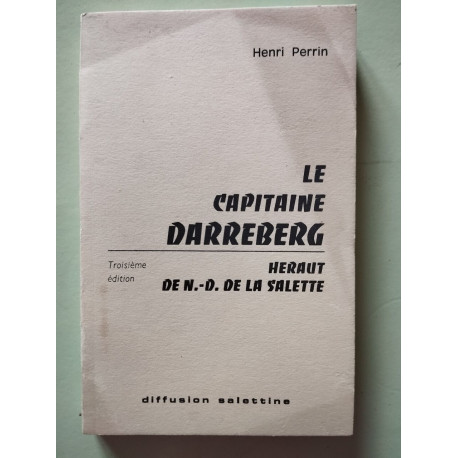 Henri Perrin
LE
CAPITAINE
DARREBERG
Troisième
édition
HERAUT
DE N.-D. DE LA SALETTE
diffusion salettine